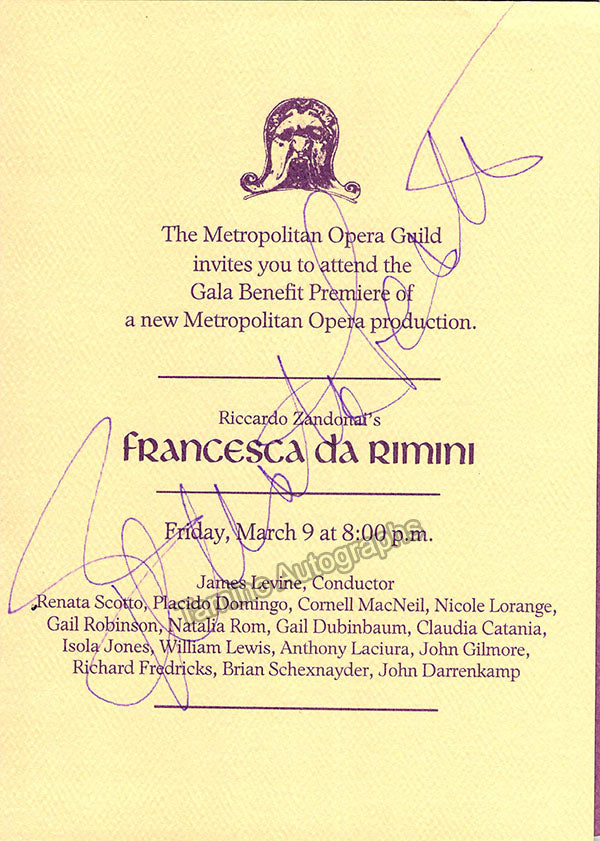 The Metropolitan Opera Guild
invites you to attend the
Gala Benefit Premiere of
a new Metropolitan Opera production.
Riccardo Zandonai's
Francesca da Rimini
Friday, March 9 at 8:00 p.m.
Tamino Autographs
James Levine, Conductor
Renata Scotto, Placido Domingo, Cornell MacNeil, Nicole Lorange,
Gail Robinson, Natalia Rom, Gail Dubinbaum, Claudia Catania,
Isola Jones, William Lewis, Anthony Laciura, John Gilmore,
Richard Fredricks, Brian Schexnayder, John Darrenkamp